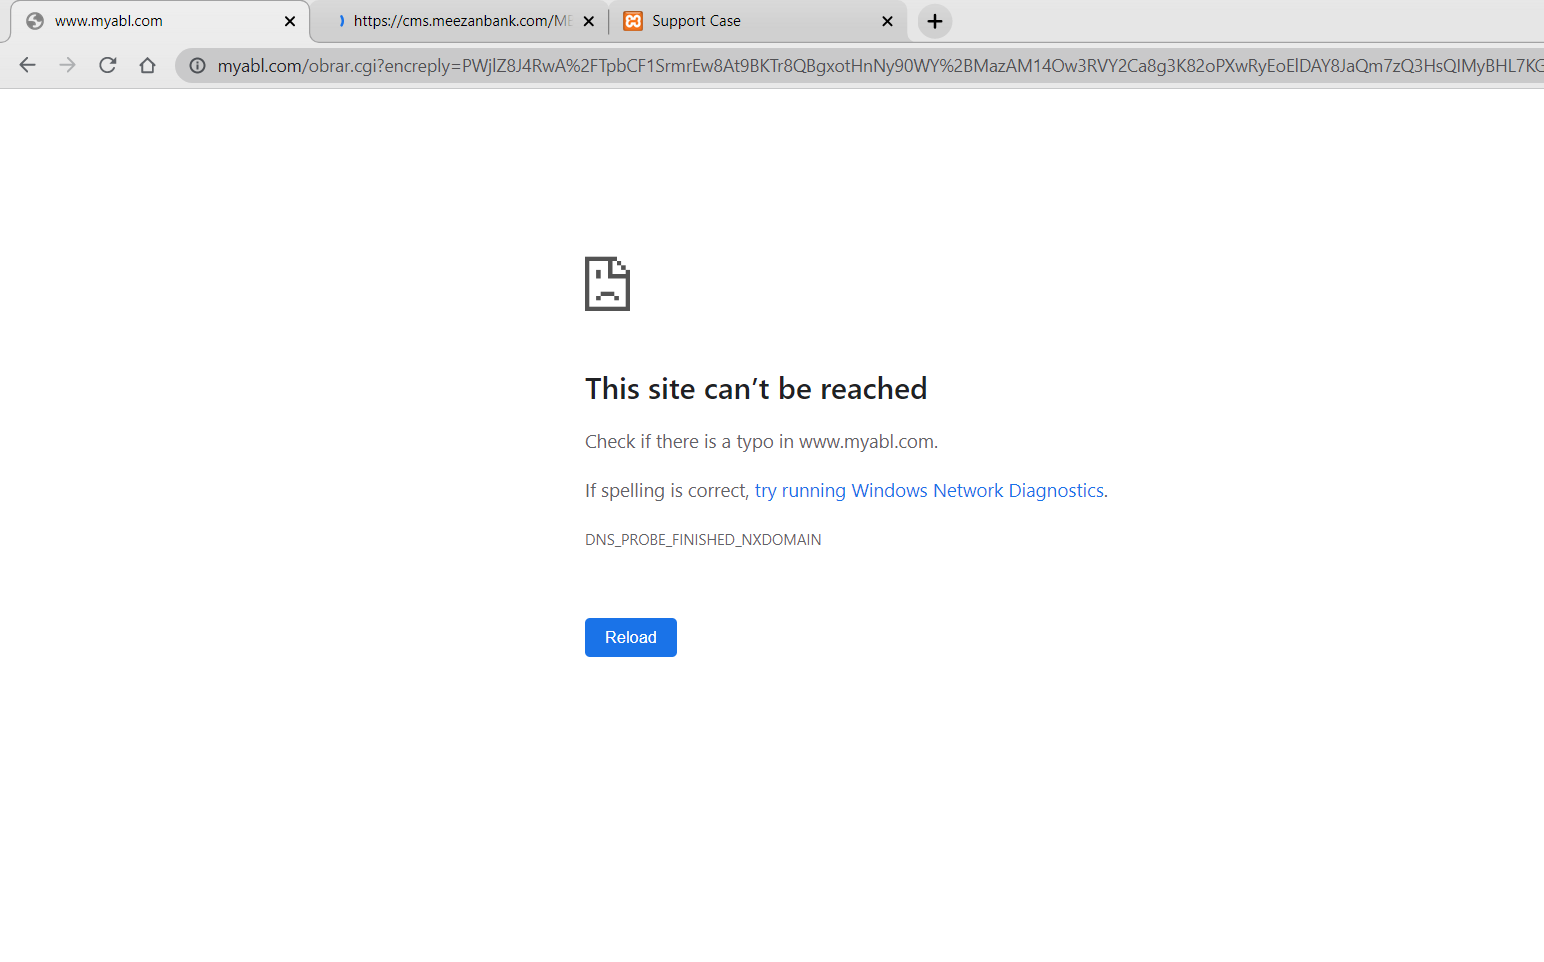 www.myabl.com
https://cms.meezanbank.com/ME
Support Case
myabl.com/obrar.cgi?encreply=PWjlZ8J4RwA%2FTpbCF1SrmrEw8At9BKTr8QBgxotHnNy90WY%2BMazAM14Ow3RVY2Ca8g3K82oPXwRyEoElDAY8JaQm7zQ3HsQIMyBHL7KG
This site can’t be reached
Check if there is a typo in www.myabl.com.
If spelling is correct, try running Windows Network Diagnostics.
DNS_PROBE_FINISHED_NXDOMAIN
Reload